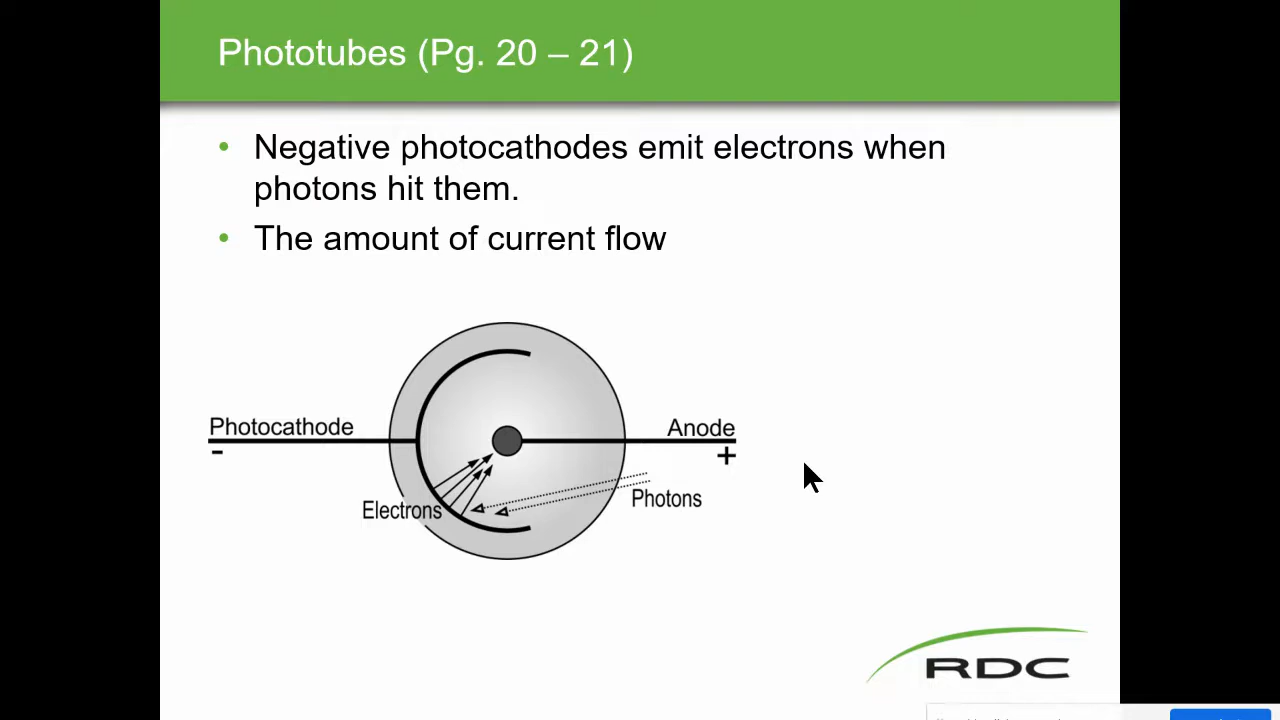 Phototubes (Pg. 20 – 21)
• Negative photocathodes emit electrons when
photons hit them.
• The amount of current flow
Photocathode
-
Anode
+
Electrons
Photons
RDC